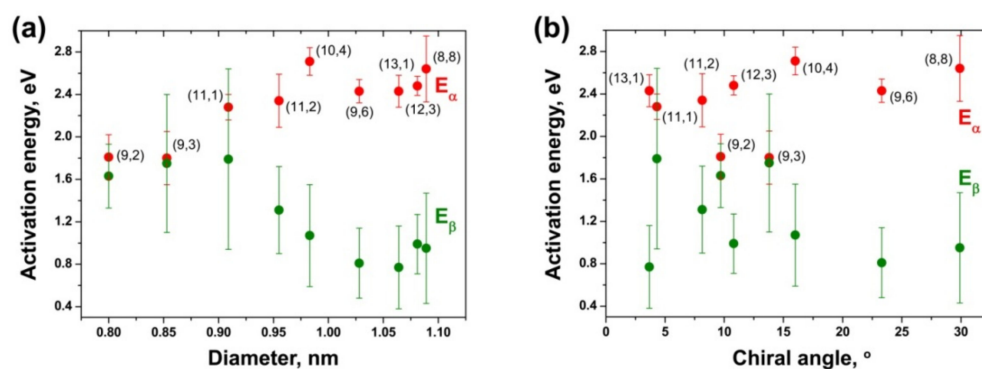 (a)
Activation energy, eV
2.8
2.4
2.0
1.6
1.2
0.8
0.4
(9,2)
(9,3)
(11,1)
(11,2)
(10,4)
(9,6)
(13,1)
(12,3)
(8,8)
Eα
Eβ
0.80 0.85 0.90 0.95 1.00 1.05 1.10
Diameter, nm
(b)
Activation energy, eV
2.8
2.4
2.0
1.6
1.2
0.8
0.4
(13,1)
(11,1)
(11,2)
(9,2)
(12,3)
(9,3)
(10,4)
(9,6)
(8,8)
Eα
Eβ
0 5 10 15 20 25 30
Chiral angle, °